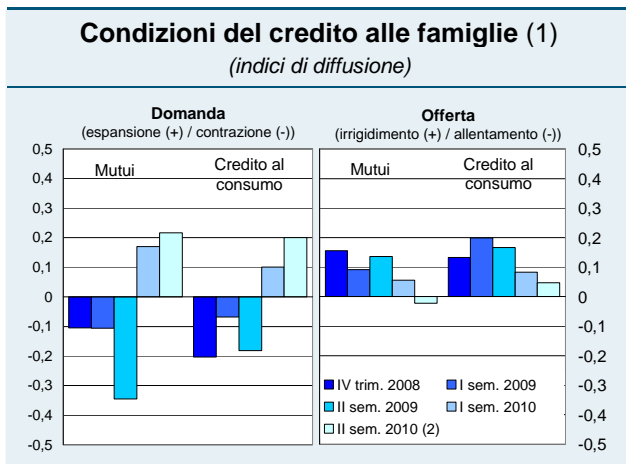 Condizioni del credito alle famiglie (1)
(indici di diffusione)
Domanda
(espansione (+) / contrazione (-))
Offerta
(irrigidimento (+) / allentamento (-))
0,5
0,4
0,3
0,2
0,1
0
-0,1
-0,2
-0,3
-0,4
-0,5
Mutui
Credito al
consumo
Mutui
Credito al
consumo
IV trim. 2008
I sem. 2009
II sem. 2009
I sem. 2010
II sem. 2010 (2)
0,5
0,4
0,3
0,2
0,1
0
-0,1
-0,2
-0,3
-0,4
-0,5